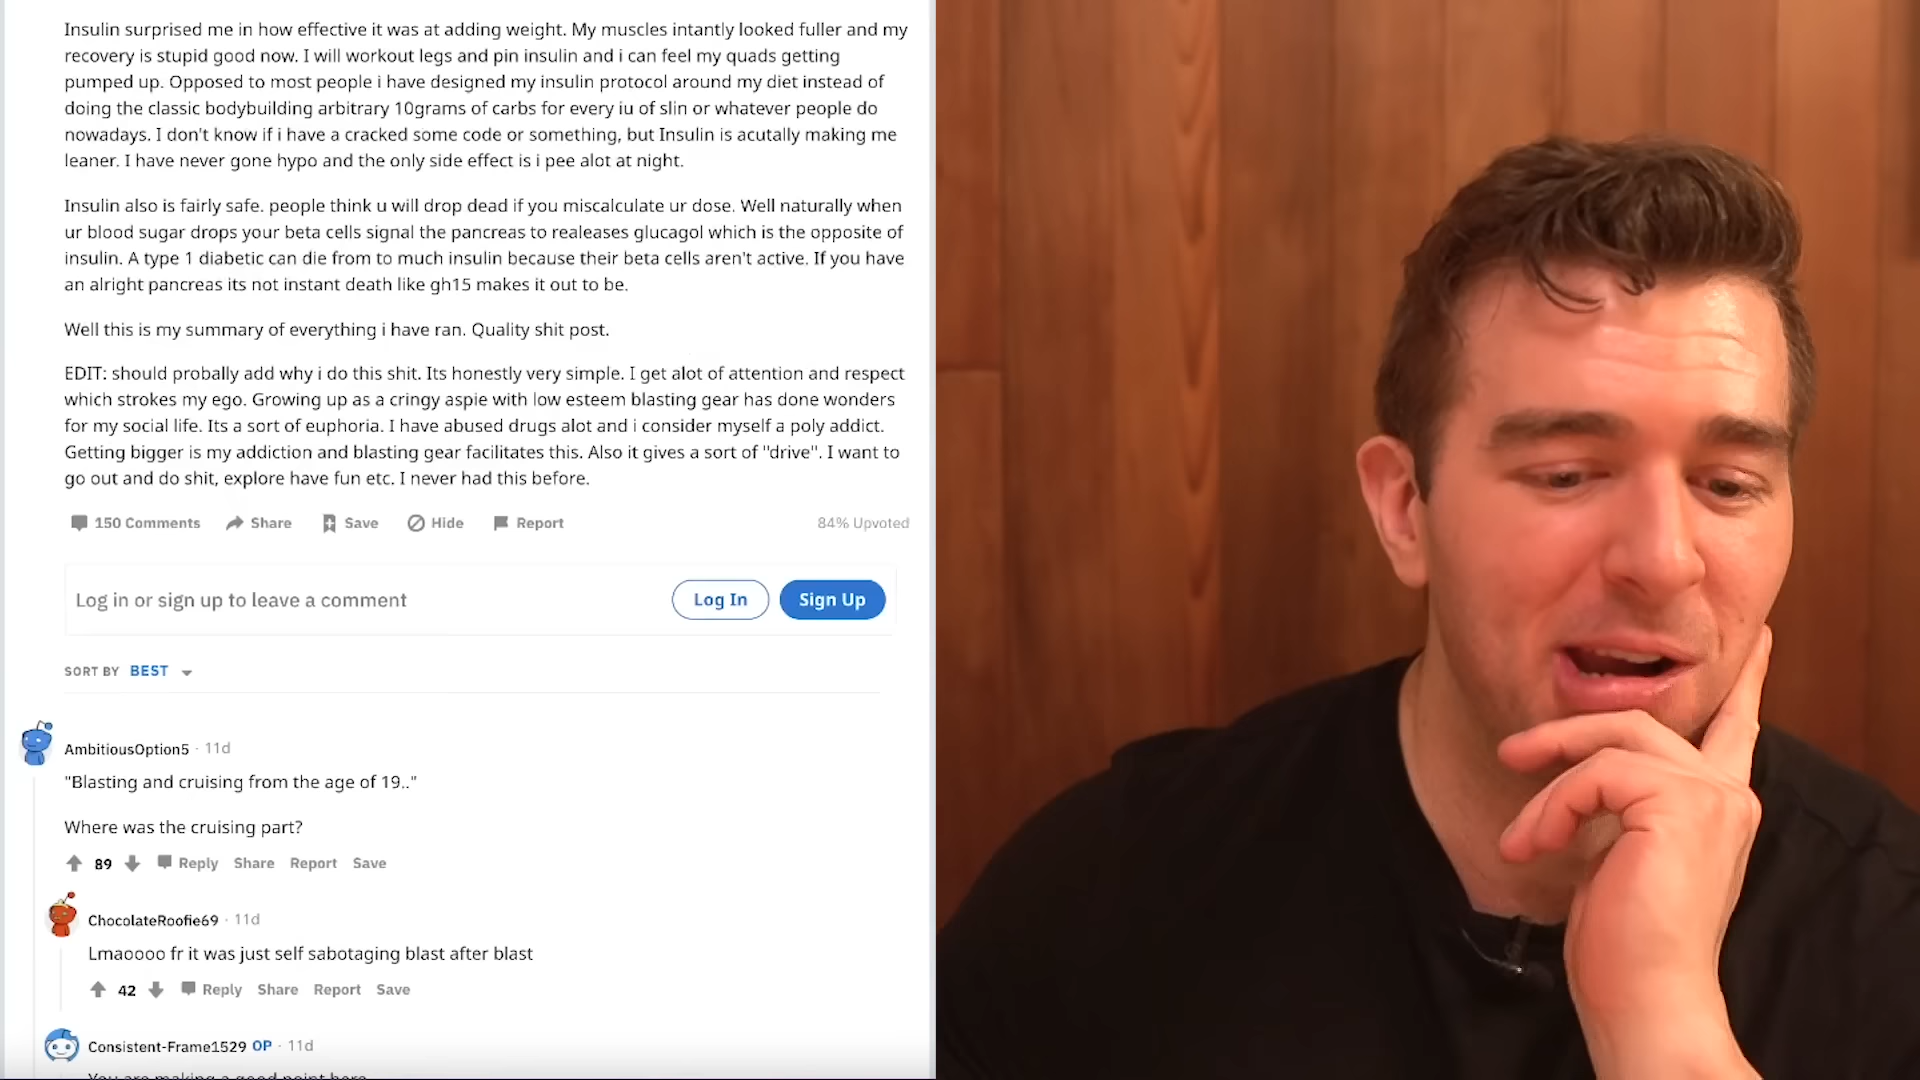 Insulin surprised me in how effective it was at adding weight. My muscles intantly looked fuller and my
recovery is stupid good now. I will workout legs and pin insulin and i can feel my quads getting
pumped up. Opposed to most people i have designed my insulin protocol around my diet instead of
doing the classic bodybuilding arbitrary 10grams of carbs for every iu of slin or whatever people do
nowadays. I don't know if i have a cracked some code or something, but Insulin is acutally making me
leaner. I have never gone hypo and the only side effect is i pee alot at night.
Insulin also is fairly safe. people think u will drop dead if you miscalculate ur dose. Well naturally when
ur blood sugar drops your beta cells signal the pancreas to realeases glucagol which is the opposite of
insulin. A type 1 diabetic can die from to much insulin because their beta cells aren't active. If you have
an alright pancreas its not instant death like gh15 makes it out to be.
Well this is my summary of everything i have ran. Quality shit post.
EDIT: should probally add why i do this shit. Its honestly very simple. I get alot of attention and respect
which strokes my ego. Growing up as a cringy aspie with low esteem blasting gear has done wonders
for my social life. Its a sort of euphoria. I have abused drugs alot and i consider myself a poly addict.
Getting bigger is my addiction and blasting gear facilitates this. Also it gives a sort of "drive". I want to
go out and do shit, explore have fun etc. I never had this before.
150 Comments Share Save Hide Report 84% Upvoted
Log in or sign up to leave a comment Log In Sign Up
SORT BY BEST
AmbitiousOption5 · 11d
"Blasting and cruising from the age of 19.."
Where was the cruising part?
89 Reply Share Report Save
ChocolateRoofie69 · 11d
Lmaoooo fr it was just self sabotaging blast after blast
42 Reply Share Report Save
Consistent-Frame1529 OP · 11d
You are making a good point here